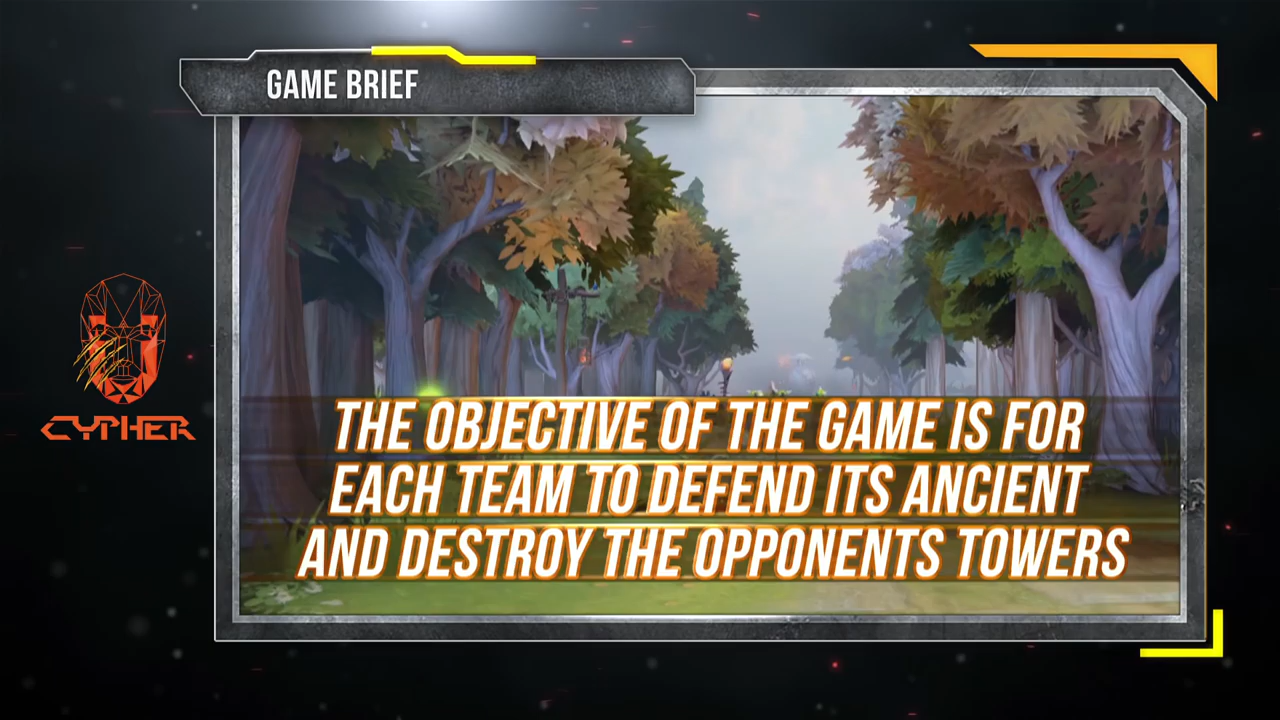 GAME BRIEF
CYPHER
THE OBJECTIVE OF THE GAME IS FOR
EACH TEAM TO DEFEND ITS ANCIENT
AND DESTROY THE OPPONENTS TOWERS